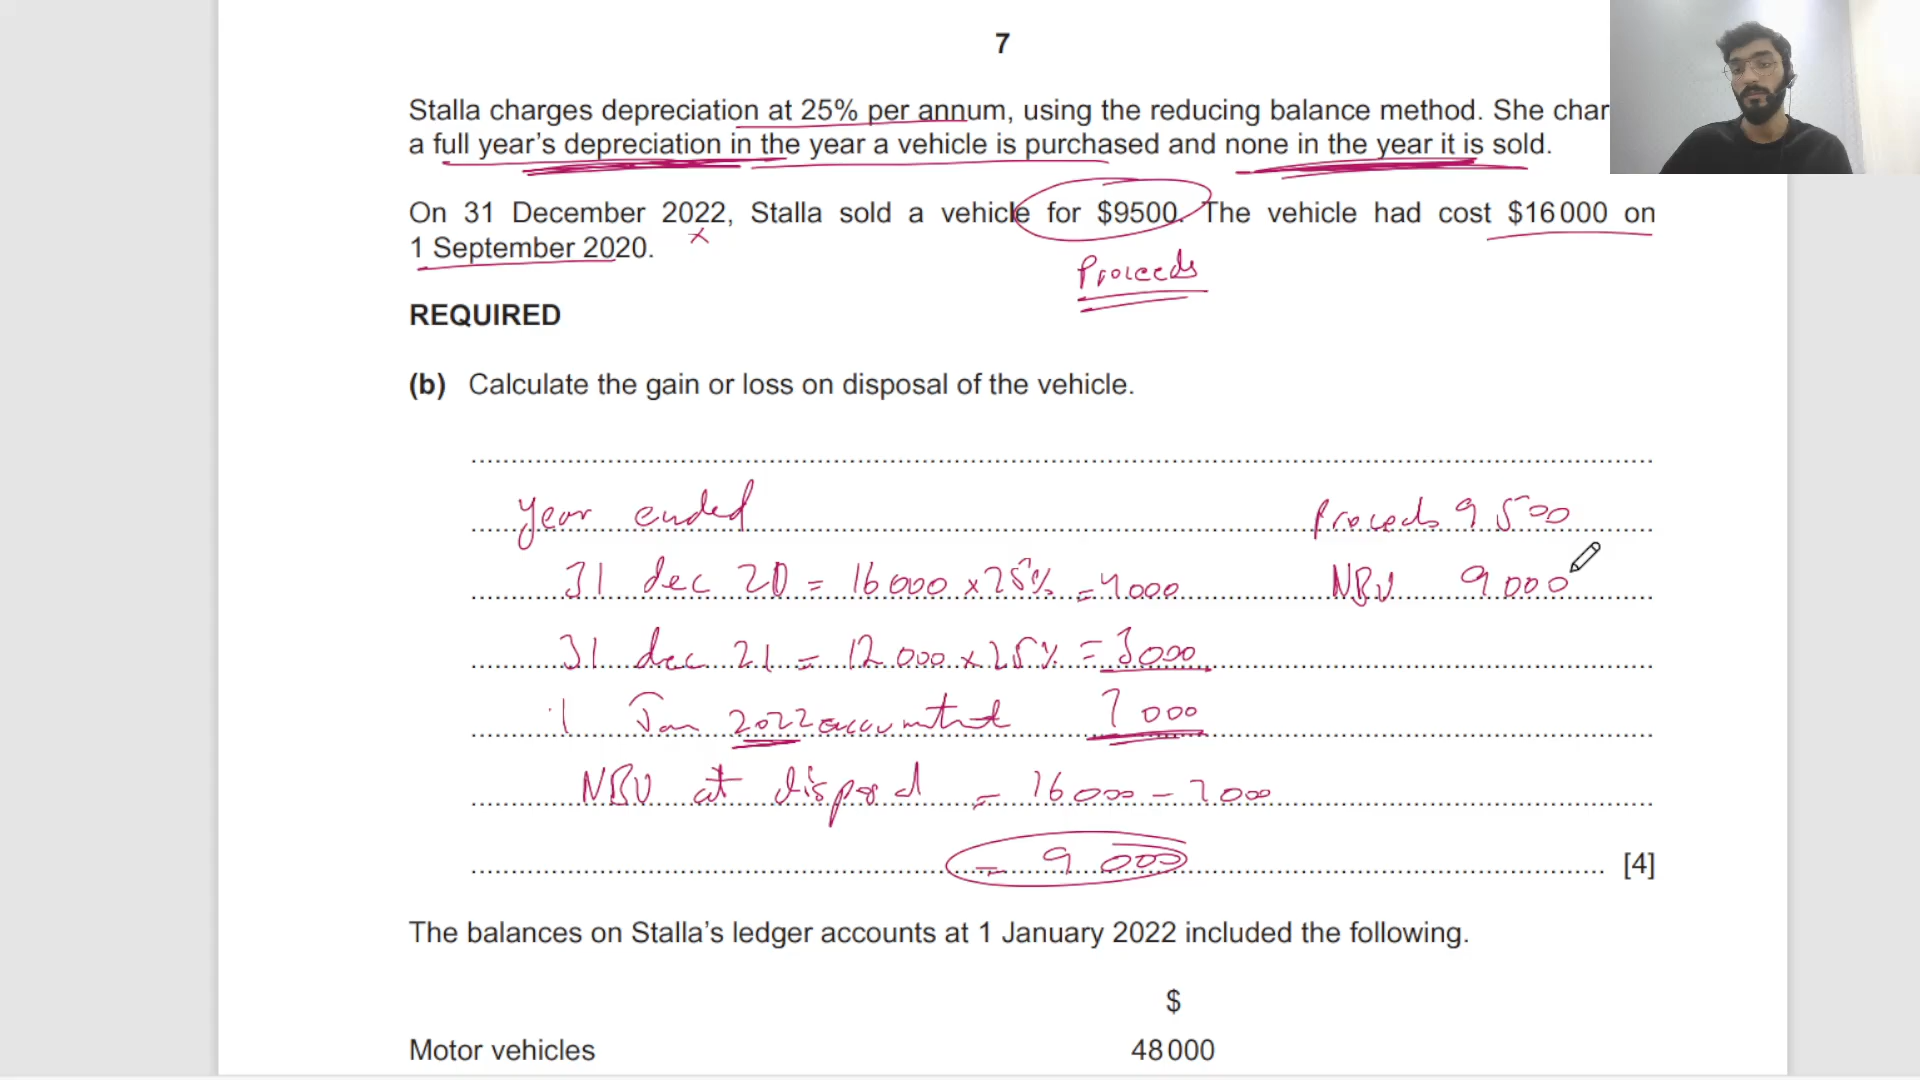 7
Stalla charges depreciation at 25% per annum, using the reducing balance method. She char
a full year’s depreciation in the year a vehicle is purchased and none in the year it is sold.
On 31 December 2022, Stalla sold a vehicle for $9500. The vehicle had cost $16 000 on
1 September 2020.
Proceeds
REQUIRED
(b) Calculate the gain or loss on disposal of the vehicle.
year ended
Proceeds 9500
31 dec 20 = 16000 x 25% = 4000
NBV 9000
31 dec 21 = 12000 x 25% = 3000
1 Jan 2022 7000
NBV at disposal = 16000 - 7000
= 9000
[4]
The balances on Stalla’s ledger accounts at 1 January 2022 included the following.
$
Motor vehicles 48 000